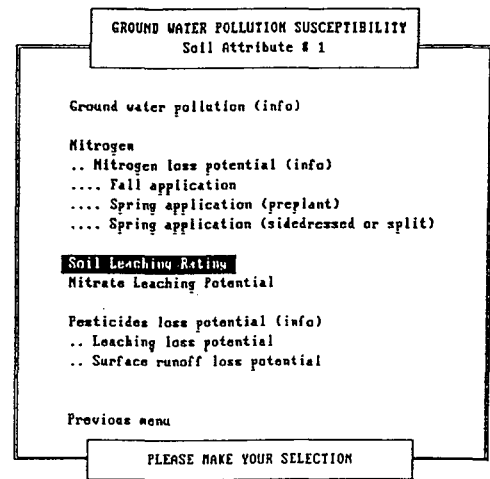 GROUND WATER POLLUTION SUSCEPTIBILITY
Soil Attribute # 1
Ground water pollution (info)
Nitrogen
.. Nitrogen loss potential (info)
.... Fall application
.... Spring application (preplant)
.... Spring application (sidedressed or split)
Soil Leaching Rating
Nitrate Leaching Potential
Pesticides loss potential (info)
.. Leaching loss potential
.. Surface runoff loss potential
Previous menu
PLEASE MAKE YOUR SELECTION